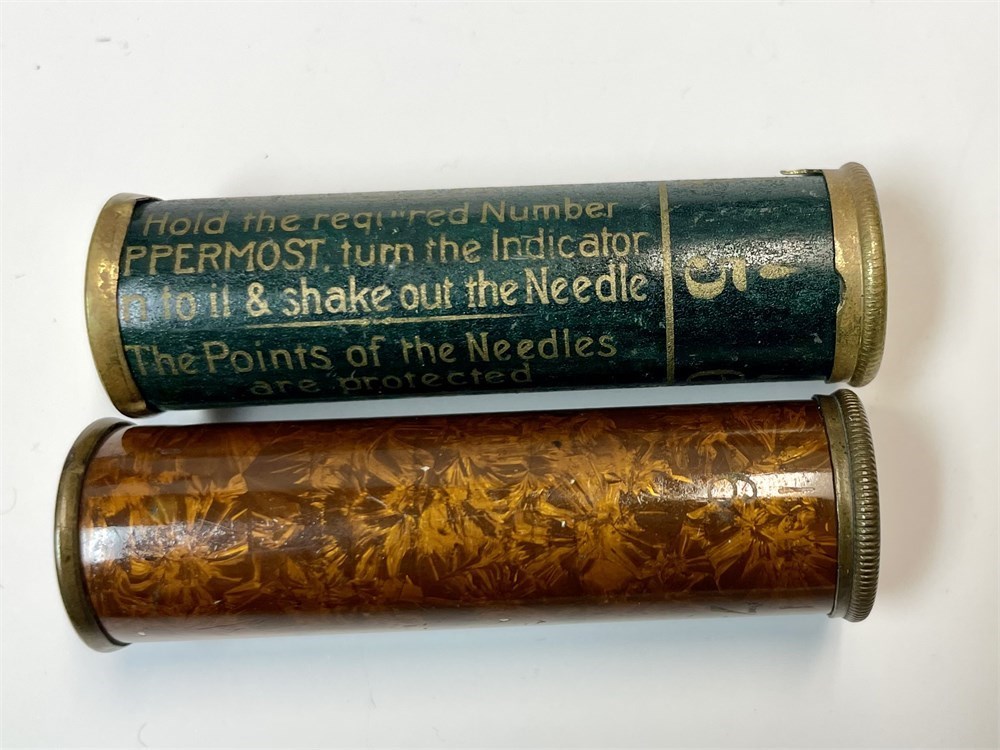 Hold the required Number
PPERMOST. turn the Indicator
n to it & shake out the Needle
The Points of the Needles
are protected
5
8